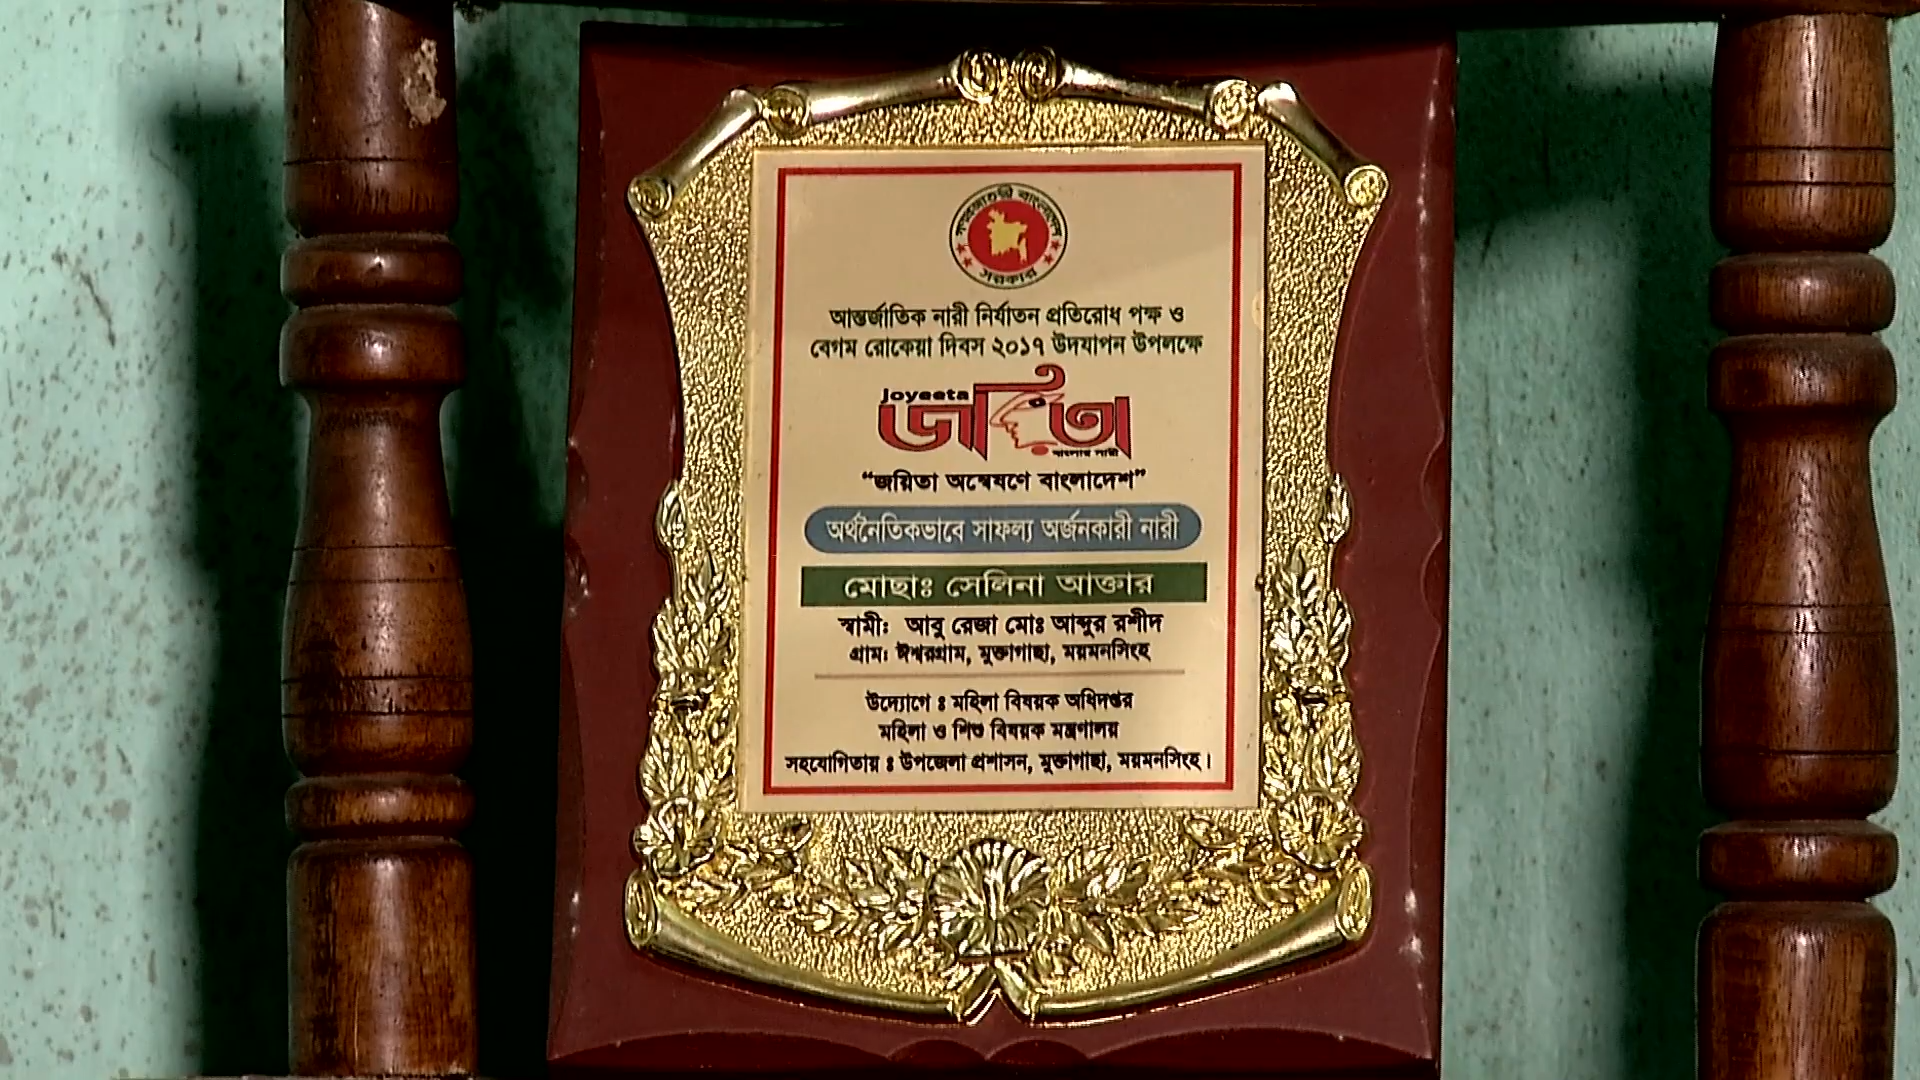 গণপ্রজাতন্ত্রী বাংলাদেশ
সরকার
আন্তর্জাতিক নারী নির্যাতন প্রতিরোধ পক্ষ ও
বেগম রোকেয়া দিবস ২০১৭ উদযাপন উপলক্ষে
joyeeta
জয়িতা
বাংলার নারী
“জয়িতা অন্বেষণে বাংলাদেশ”
অর্থনৈতিকভাবে সাফল্য অর্জনকারী নারী
মোছাঃ সেলিনা আক্তার
স্বামীঃ আবু রেজা মোঃ আব্দুর রশীদ
গ্রামঃ ঈশ্বরগ্রাম, মুক্তাগাছা, ময়মনসিংহ
উদ্যোগে ঃ মহিলা বিষয়ক অধিদপ্তর
মহিলা ও শিশু বিষয়ক মন্ত্রণালয়
সহযোগিতায় ঃ উপজেলা প্রশাসন, মুক্তাগাছা, ময়মনসিংহ।